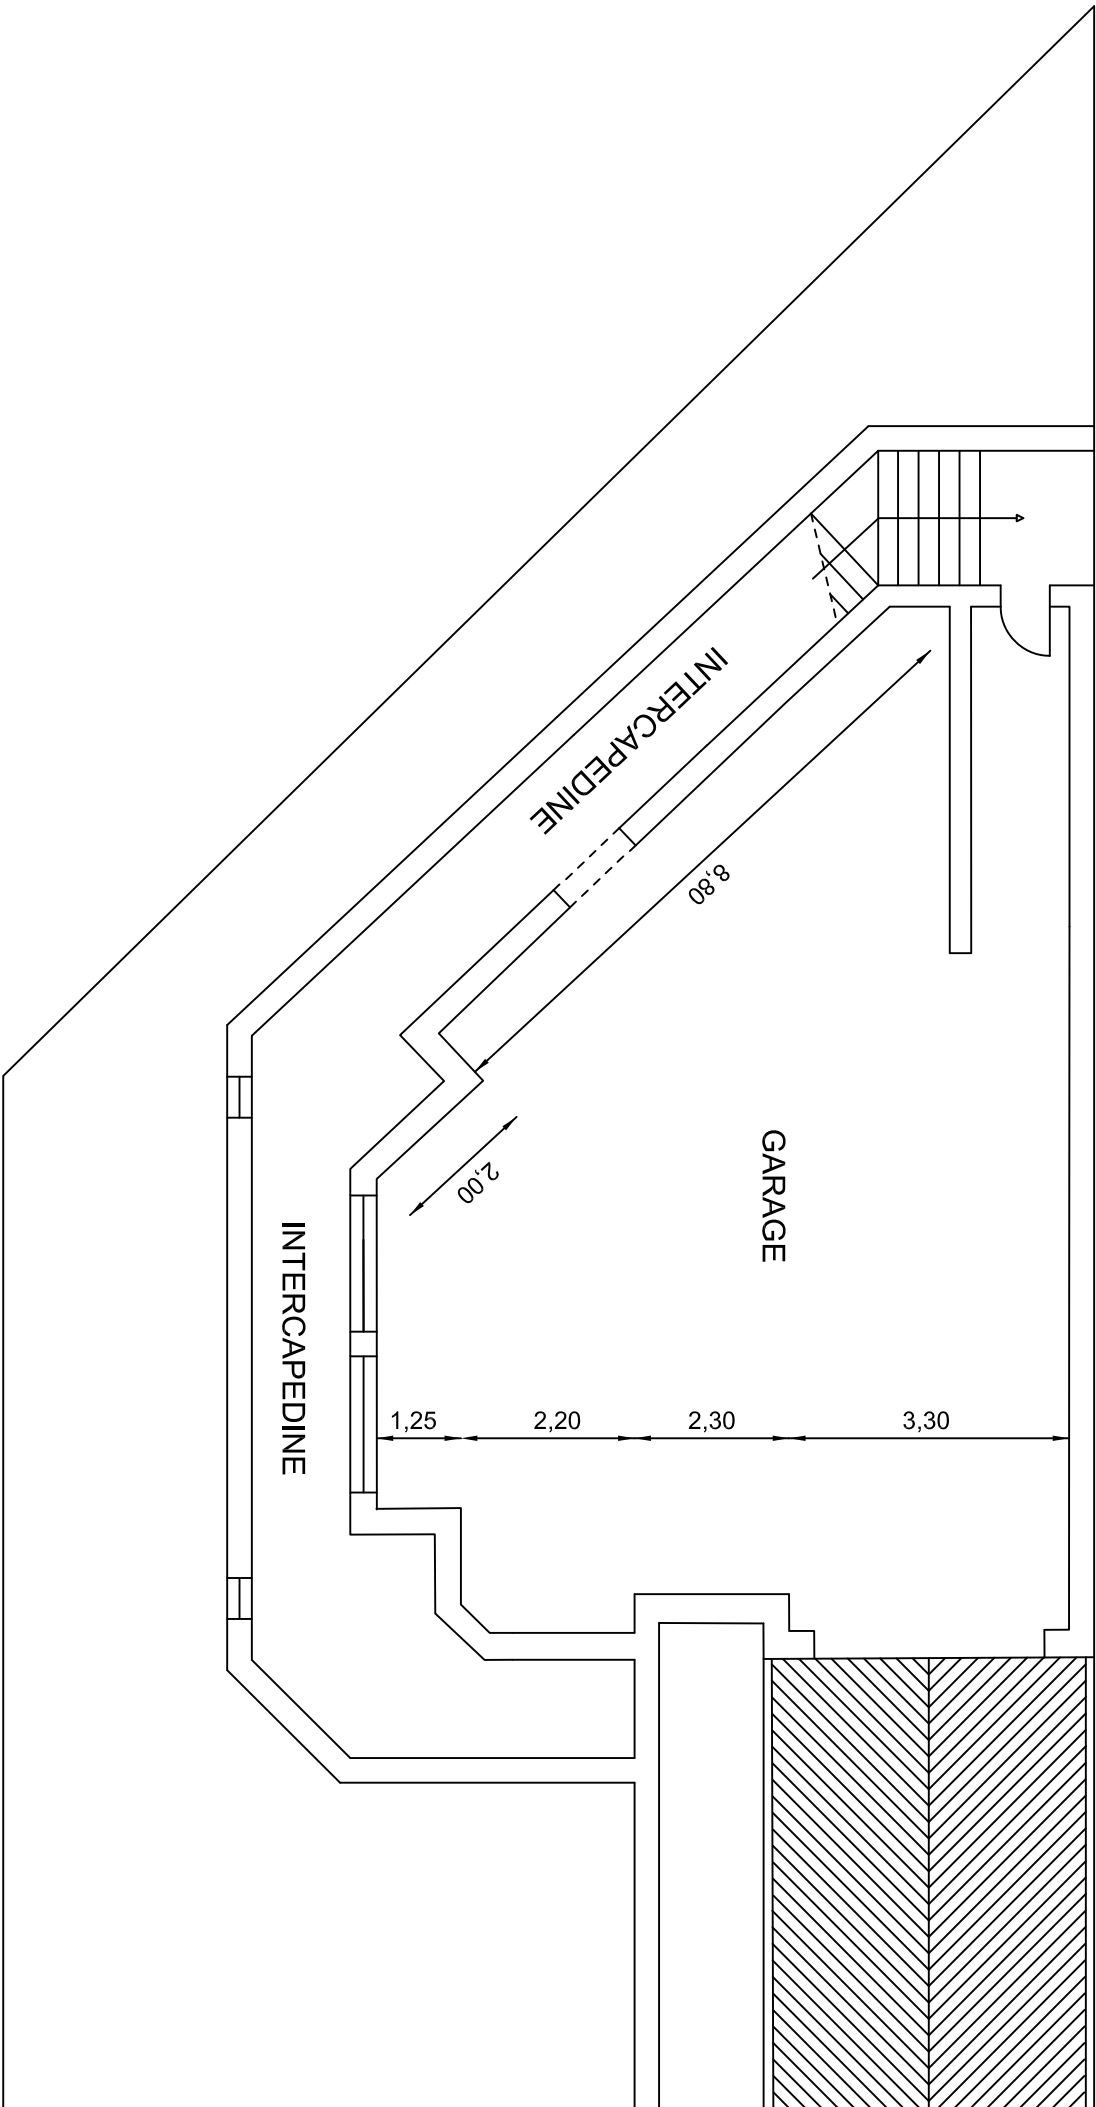 INTERCAPEDINE
8,80
2,00
GARAGE
INTERCAPEDINE
1,25
2,20
2,30
3,30